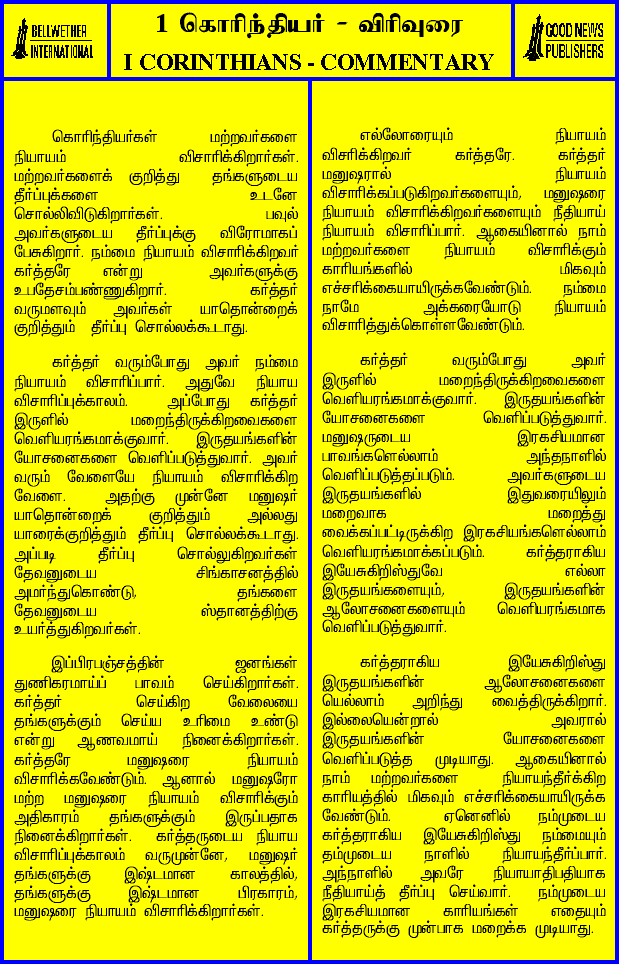 BELLWETHER
INTERNATIONAL
1 கொரிந்தியர் - விரிவுரை
I CORINTHIANS - COMMENTARY
GOOD NEWS
PUBLISHERS
கொரிந்தியர்கள் மற்றவர்களை
நியாயம் விசாரிக்கிறார்கள்.
மற்றவர்களைக் குறித்து தங்களுடைய
தீர்ப்புக்களை உடனே
சொல்லிவிடுகிறார்கள். பவுல்
அவர்களுடைய தீர்ப்புக்கு விரோமாகப்
பேசுகிறார். நம்மை நியாயம் விசாரிக்கிறவர்
கர்த்தரே என்று அவர்களுக்கு
உபதேசம்பண்ணுகிறார். கர்த்தர்
வருமளவும் அவர்கள் யாதொன்றைக்
குறித்தும் தீர்ப்பு சொல்லக்கூடாது.
கர்த்தர் வரும்போது அவர் நம்மை
நியாயம் விசாரிப்பார். அதுவே நியாய
விசாரிப்புக்காலம். அப்போது கர்த்தர்
இருளில் மறைந்திருக்கிறவைகளை
வெளியரங்கமாக்குவார். இருதயங்களின்
யோசனைகளை வெளிப்படுத்துவார். அவர்
வரும் வேளையே நியாயம் விசாரிக்கிற
வேளை. அதற்கு முன்னே மனுஷர்
யாதொன்றைக் குறித்தும் அல்லது
யாரைக்குறித்தும் தீர்ப்பு சொல்லக்கூடாது.
அப்படி தீர்ப்பு சொல்லுகிறவர்கள்
தேவனுடைய சிங்காசனத்தில்
அமர்ந்துகொண்டு, தங்களை
தேவனுடைய ஸ்தானத்திற்கு
உயர்த்துகிறவர்கள்.
இப்பிரபஞ்சத்தின் ஜனங்கள்
துணிகரமாய்ப் பாவம் செய்கிறார்கள்.
கர்த்தர் செய்கிற வேலையை
தங்களுக்கும் செய்ய உரிமை உண்டு
என்று ஆணவமாய் நினைக்கிறார்கள்.
கர்த்தரே மனுஷரை நியாயம்
விசாரிக்கவேண்டும். ஆனால் மனுஷரோ
மற்ற மனுஷரை நியாயம் விசாரிக்கும்
அதிகாரம் தங்களுக்கும் இருப்பதாக
நினைக்கிறார்கள். கர்த்தருடைய நியாய
விசாரிப்புக்காலம் வருமுன்னே, மனுஷர்
தங்களுக்கு இஷ்டமான காலத்தில்,
தங்களுக்கு இஷ்டமான பிரகாரம்,
மனுஷரை நியாயம் விசாரிக்கிறார்கள்.
எல்லோரையும் நியாயம்
விசரிக்கிறவர் கர்த்தரே. கர்த்தர்
மனுஷரால் நியாயம்
விசாரிக்கப்படுகிறவர்களையும், மனுஷரை
நியாயம் விசாரிக்கிறவர்களையும் நீதியாய்
நியாயம் விசாரிப்பார். ஆகையினால் நாம்
மற்றவர்களை நியாயம் விசாரிக்கும்
காரியங்களில் மிகவும்
எச்சரிக்கையாயிருக்கவேண்டும். நம்மை
நாமே அக்கரையோடு நியாயம்
விசாரித்துக்கொள்ளவேண்டும்.
கர்த்தர் வரும்போது அவர்
இருளில் மறைந்திருக்கிறவைகளை
வெளியரங்கமாக்குவார். இருதயங்களின்
யோசனைகளை வெளிப்படுத்துவார்.
மனுஷருடைய இரகசியமான
பாவங்களெல்லாம் அந்தநாளில்
வெளிப்படுத்தப்படும். அவர்களுடைய
இருதயங்களில் இதுவரையிலும்
மறைவாக மறைத்து
வைக்கப்பட்டிருக்கிற இரகசியங்களெல்லாம்
வெளியரங்கமாக்கப்படும். கர்த்தராகிய
இயேசுகிறிஸ்துவே எல்லா
இருதயங்களையும், இருதயங்களின்
ஆலோசனைகளையும் வெளியரங்கமாக
வெளிப்படுத்துவார்.
கர்த்தராகிய இயேசுகிறிஸ்து
இருதயங்களின் ஆலோசனைகளை
யெல்லாம் அறிந்து வைத்திருக்கிறார்.
இல்லையென்றால் அவரால்
இருதயங்களின் யோசனைகளை
வெளிப்படுத்த முடியாது. ஆகையினால்
நாம் மற்றவர்களை நியாயந்தீர்க்கிற
காரியத்தில் மிகவும் எச்சரிக்கையாயிருக்க
வேண்டும். ஏனெனில் நம்முடைய
கர்த்தராகிய இயேசுகிறிஸ்து நம்மையும்
தம்முடைய நாளில் நியாயந்தீர்ப்பார்.
அந்நாளில் அவரே நியாயாதிபதியாக
நீதியாய்த் தீர்ப்பு செய்வார். நம்முடைய
இரகசியமான காரியங்கள் எதையும்
கர்த்தருக்கு முன்பாக மறைக்க முடியாது.